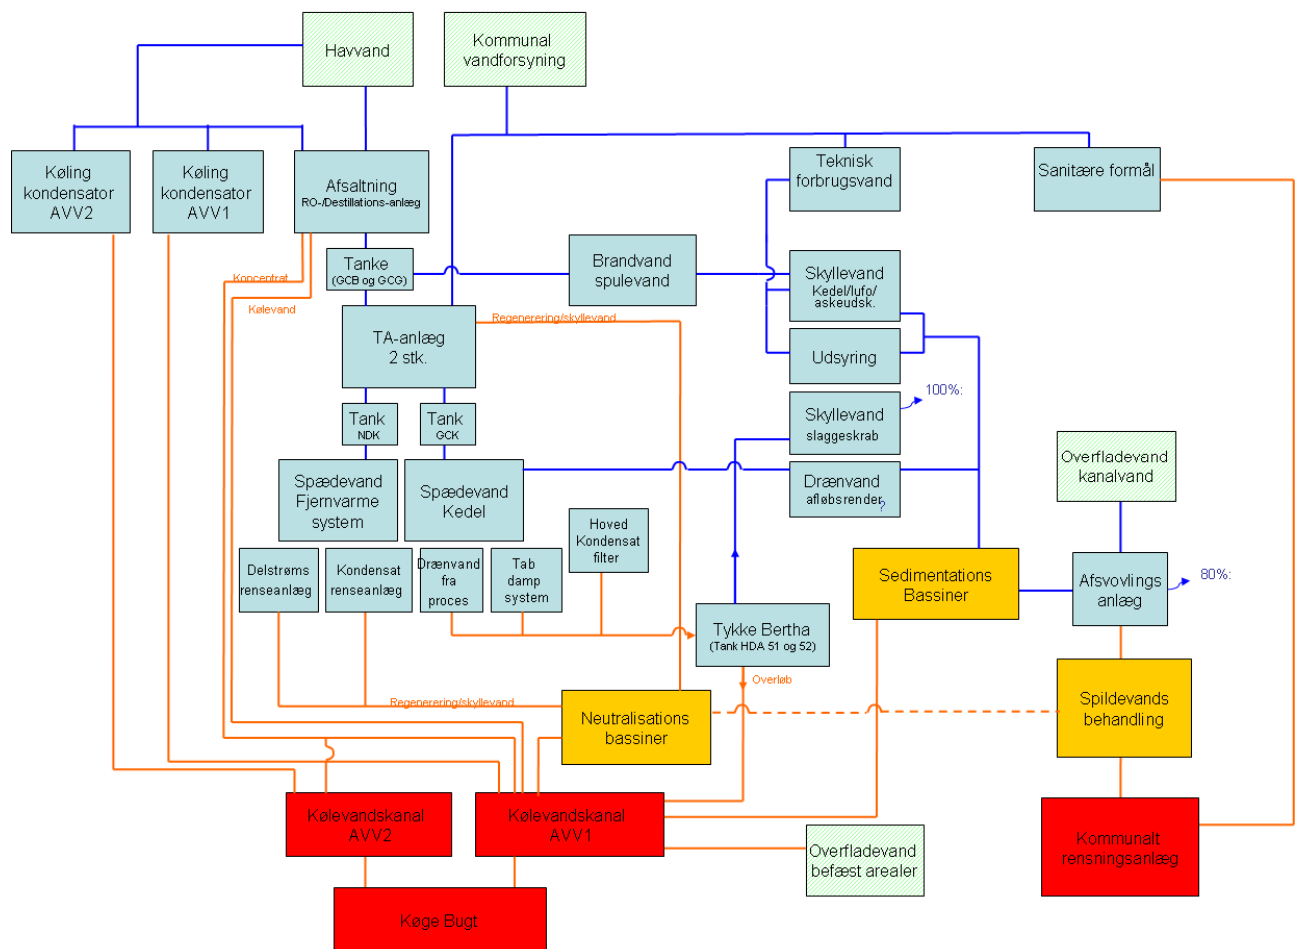 Havvand
Kommunal
vandforsyning
Køling
kondensator
AVV2
Køling
kondensator
AVV1
Afsaltning
RO-/Destillations-anlæg
Teknisk
forbrugsvand
Sanitære formål
Tanke
(GCB og GCG)
Brandvand
spulevand
Skyllevand
Kedel/lufo/
askeudsk.
Koncentrat
Kølevand
Regenerering/skyllevand
TA-anlæg
2 stk.
Udsyring
100%:
Tank
NDK
Tank
GCK
Skyllevand
slaggeskrab
Overfladevand
kanalvand
Spædevand
Fjernvarme
system
Spædevand
Kedel
Drænvand
afløbsrender
?
Hoved
Kondensat
filter
Delstrøms
renseanlæg
Kondensat
renseanlæg
Drænvand
fra
proces
Tab
damp
system
Sedimentations
Bassiner
Afsvovlings
anlæg
80%:
Tykke Bertha
(Tank HDA 51 og 52)
Overløb
Regenerering/skyllevand
Neutralisations
bassiner
Spildevands
behandling
Kølevandskanal
AVV2
Kølevandskanal
AVV1
Overfladevand
befæst arealer
Kommunalt
rensningsanlæg
Køge Bugt